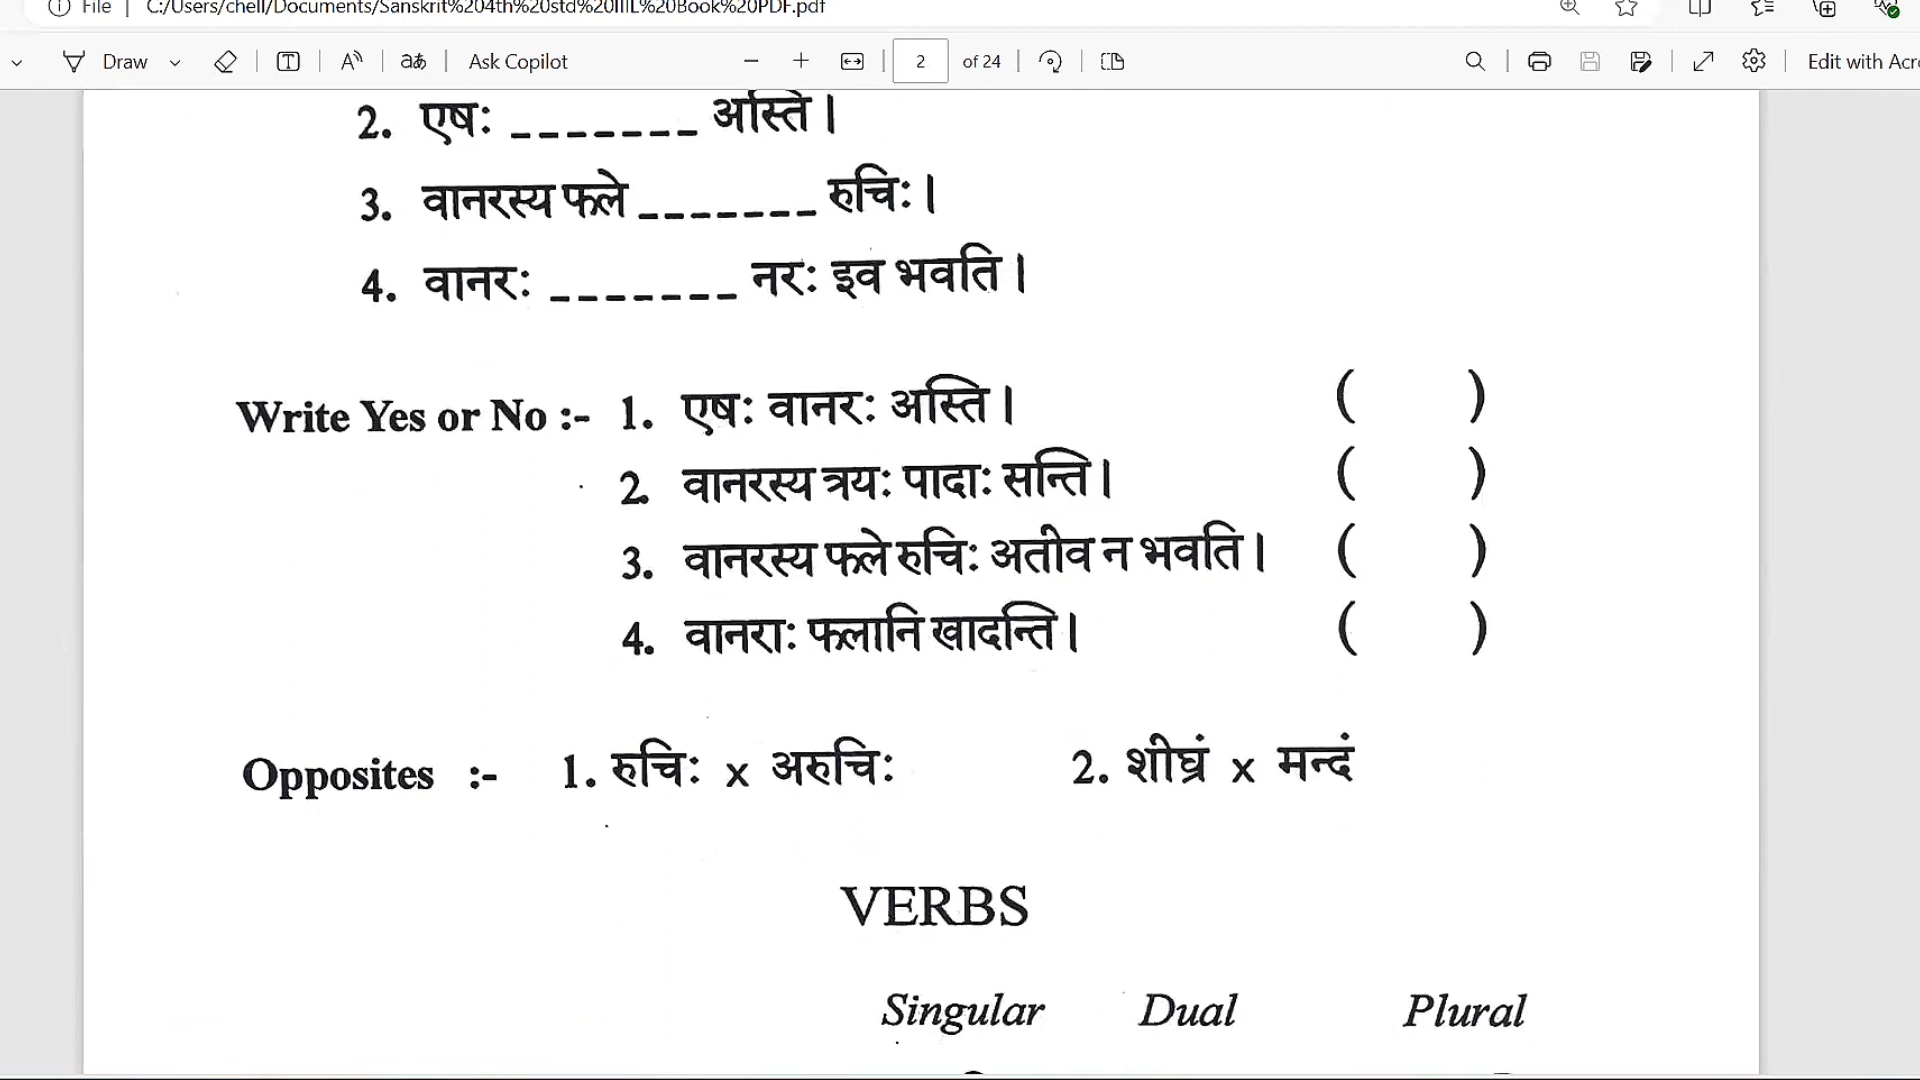 File | C:/Users/chell/Documents/Sanskrit%204th%20std%20IIIL%20Book%20PDF.pdf
Draw | T | A | aあ | Ask Copilot − + 2 of 24 Edit with Acro
2. एषः _______ अस्ति ।
3. वानरस्य फले _______ रुचिः ।
4. वानरः _______ नरः इव भवति ।
Write Yes or No :- 1. एषः वानरः अस्ति । ( )
2. वानरस्य त्रयः पादाः सन्ति । ( )
3. वानरस्य फले रुचिः अतीव न भवति । ( )
4. वानराः फलानि खादन्ति । ( )
Opposites :- 1. रुचिः x अरुचिः 2. शीघ्रं x मन्दं
VERBS
Singular Dual Plural